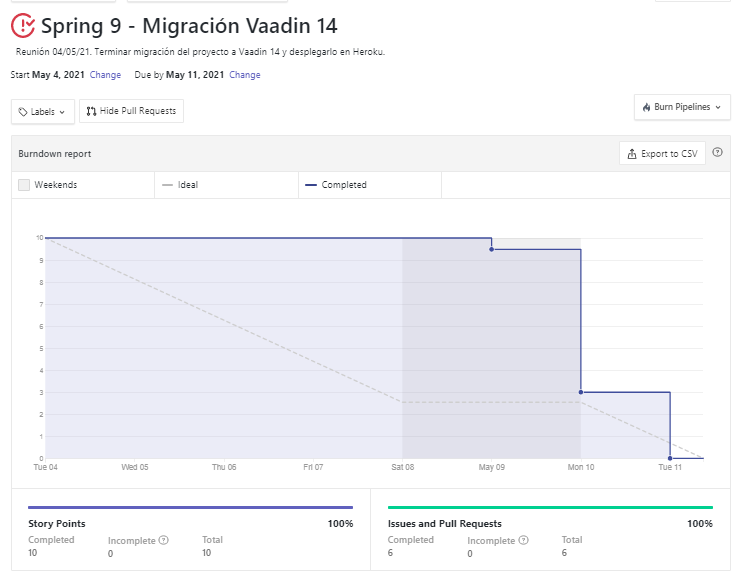 Spring 9 - Migración Vaadin 14
Reunión 04/05/21. Terminar migración del proyecto a Vaadin 14 y desplegarlo en Heroku.
Start May 4, 2021 Change Due by May 11, 2021 Change
Labels Hide Pull Requests Burn Pipelines
Burndown report Export to CSV
Weekends Ideal Completed
10
9
8
7
6
5
4
3
2
1
0
Tue 04 Wed 05 Thu 06 Fri 07 Sat 08 May 09 Mon 10 Tue 11
Story Points 100% Issues and Pull Requests 100%
Completed Incomplete Total Completed Incomplete Total
10 0 10 6 0 6